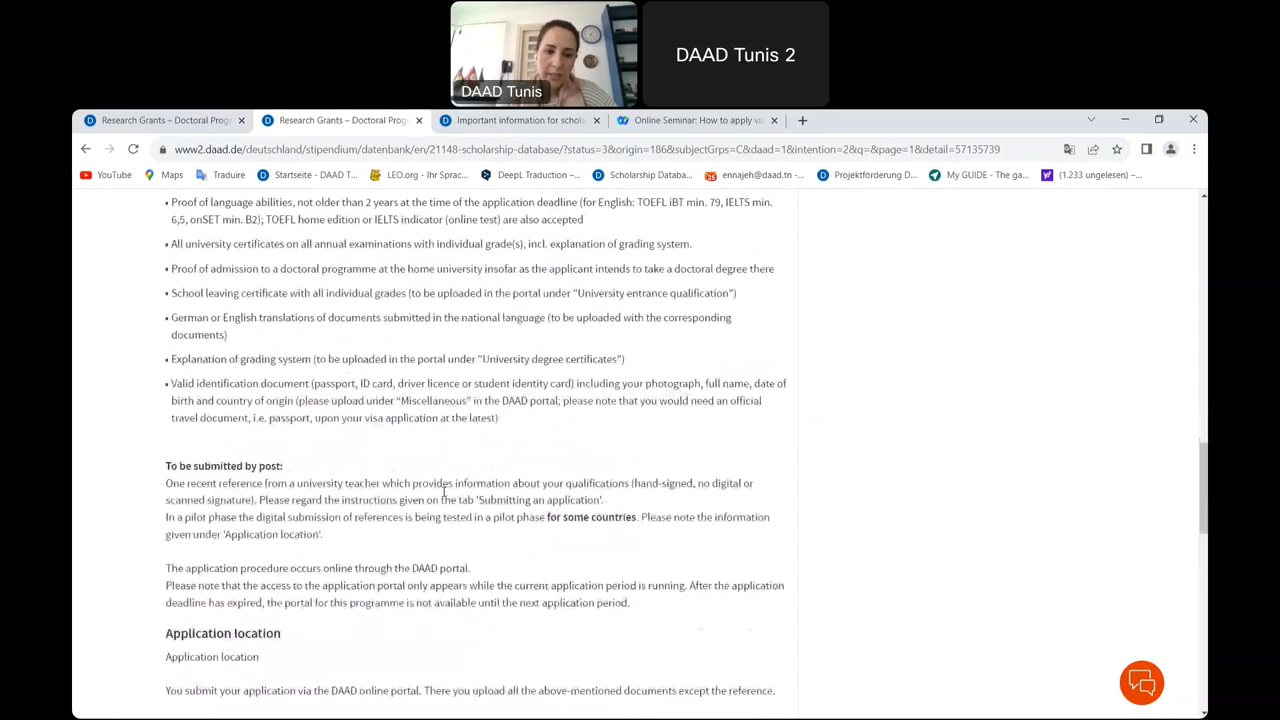 DAAD Tunis
DAAD Tunis 2
Research Grants – Doctoral Progr
Research Grants – Doctoral Progr
Important information for schola
Online Seminar: How to apply via
www2.daad.de/deutschland/stipendium/datenbank/en/21148-scholarship-database/?status=3&origin=186&subjectGrps=C&daad=1&intention=2&q=&page=1&detail=57135739
YouTube
Maps
Traduire
Startseite - DAAD T...
LEO.org - Ihr Sprac...
DeepL Traduction –...
Scholarship Databa...
ennajeh@daad.tn -...
Projektförderung D...
My GUIDE - The ga...
(1.233 ungelesen) –...
▪ Proof of language abilities, not older than 2 years at the time of the application deadline (for English: TOEFL iBT min. 79, IELTS min.
6,5, onSET min. B2); TOEFL home edition or IELTS indicator (online test) are also accepted
▪ All university certificates on all annual examinations with individual grade(s), incl. explanation of grading system.
▪ Proof of admission to a doctoral programme at the home university insofar as the applicant intends to take a doctoral degree there
▪ School leaving certificate with all individual grades (to be uploaded in the portal under "University entrance qualification")
▪ German or English translations of documents submitted in the national language (to be uploaded with the corresponding
documents)
▪ Explanation of grading system (to be uploaded in the portal under "University degree certificates")
▪ Valid identification document (passport, ID card, driver licence or student identity card) including your photograph, full name, date of
birth and country of origin (please upload under “Miscellaneous” in the DAAD portal; please note that you would need an official
travel document, i.e. passport, upon your visa application at the latest)
To be submitted by post:
One recent reference from a university teacher which provides information about your qualifications (hand-signed, no digital or
scanned signature). Please regard the instructions given on the tab 'Submitting an application'.
In a pilot phase the digital submission of references is being tested in a pilot phase for some countries. Please note the information
given under 'Application location'.
The application procedure occurs online through the DAAD portal.
Please note that the access to the application portal only appears while the current application period is running. After the application
deadline has expired, the portal for this programme is not available until the next application period.
Application location
Application location
You submit your application via the DAAD online portal. There you upload all the above-mentioned documents except the reference.